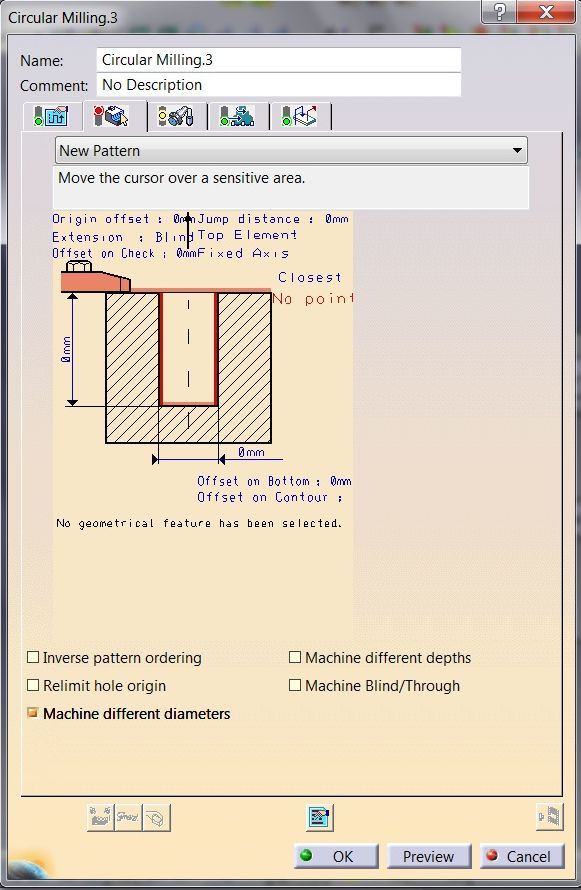 Circular Milling.3
?
Name: Circular Milling.3
Comment: No Description
New Pattern
Move the cursor over a sensitive area.
Origin offset : 0mm Jump distance : 0mm
Extension : Blind Top Element
Offset on Check : 0mm Fixed Axis
Closest
No point
0mm
0mm
Offset on Bottom : 0mm
Offset on Contour :
No geometrical feature has been selected.
Inverse pattern ordering Machine different depths
Relimit hole origin Machine Blind/Through
Machine different diameters
OK Preview Cancel